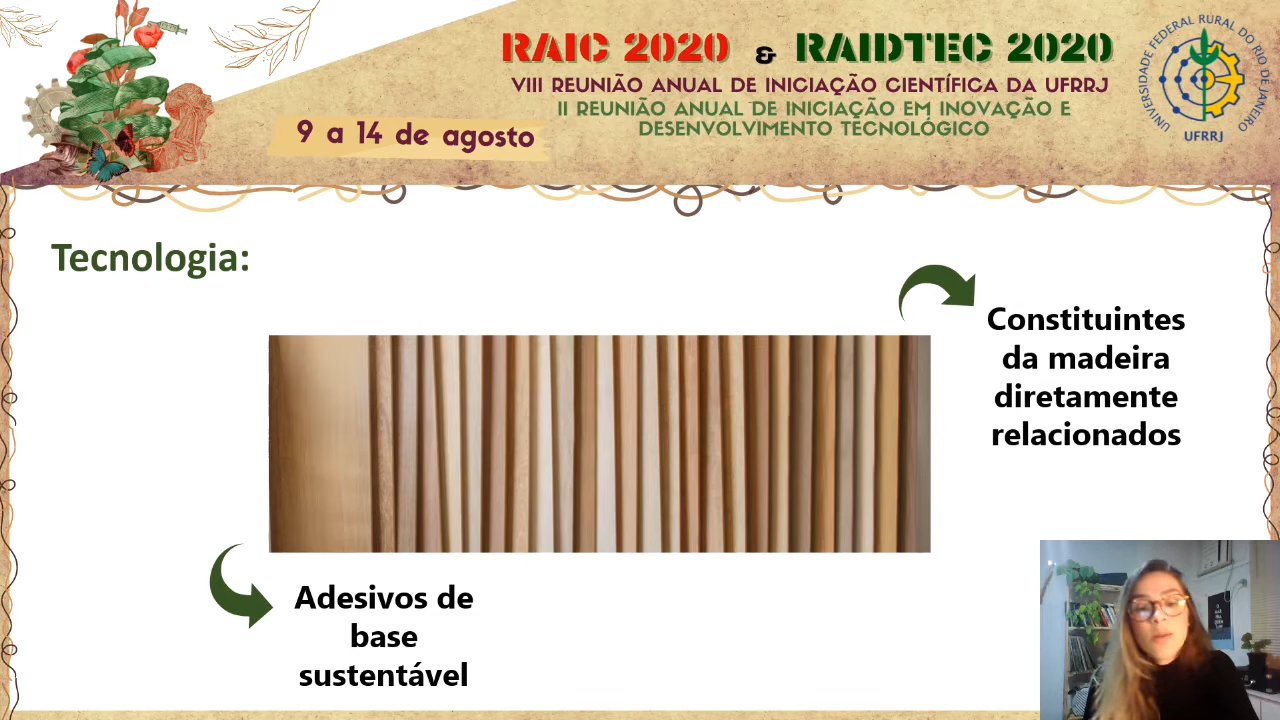 RAIC 2020 & RAIDTEC 2020
VIII REUNIÃO ANUAL DE INICIAÇÃO CIENTÍFICA DA UFRRJ
II REUNIÃO ANUAL DE INICIAÇÃO EM INOVAÇÃO E
DESENVOLVIMENTO TECNOLÓGICO
9 a 14 de agosto
UNIVERSIDADE FEDERAL RURAL DO RIO DE JANEIRO
UFRRJ
Tecnologia:
Constituintes
da madeira
diretamente
relacionados
Adesivos de
base
sustentável